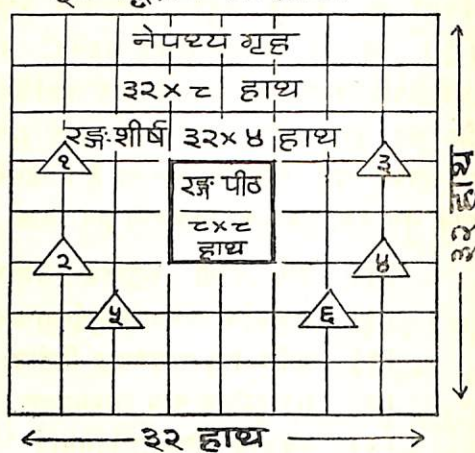 नेपथ्य गृह
३२ × ८ हाथ
रङ्ग शीर्ष ३२ × ४ हाथ
१
३
रङ्ग पीठ
८×८
हाथ
२
४
५
६
३२ हाथ
३२ हाथ